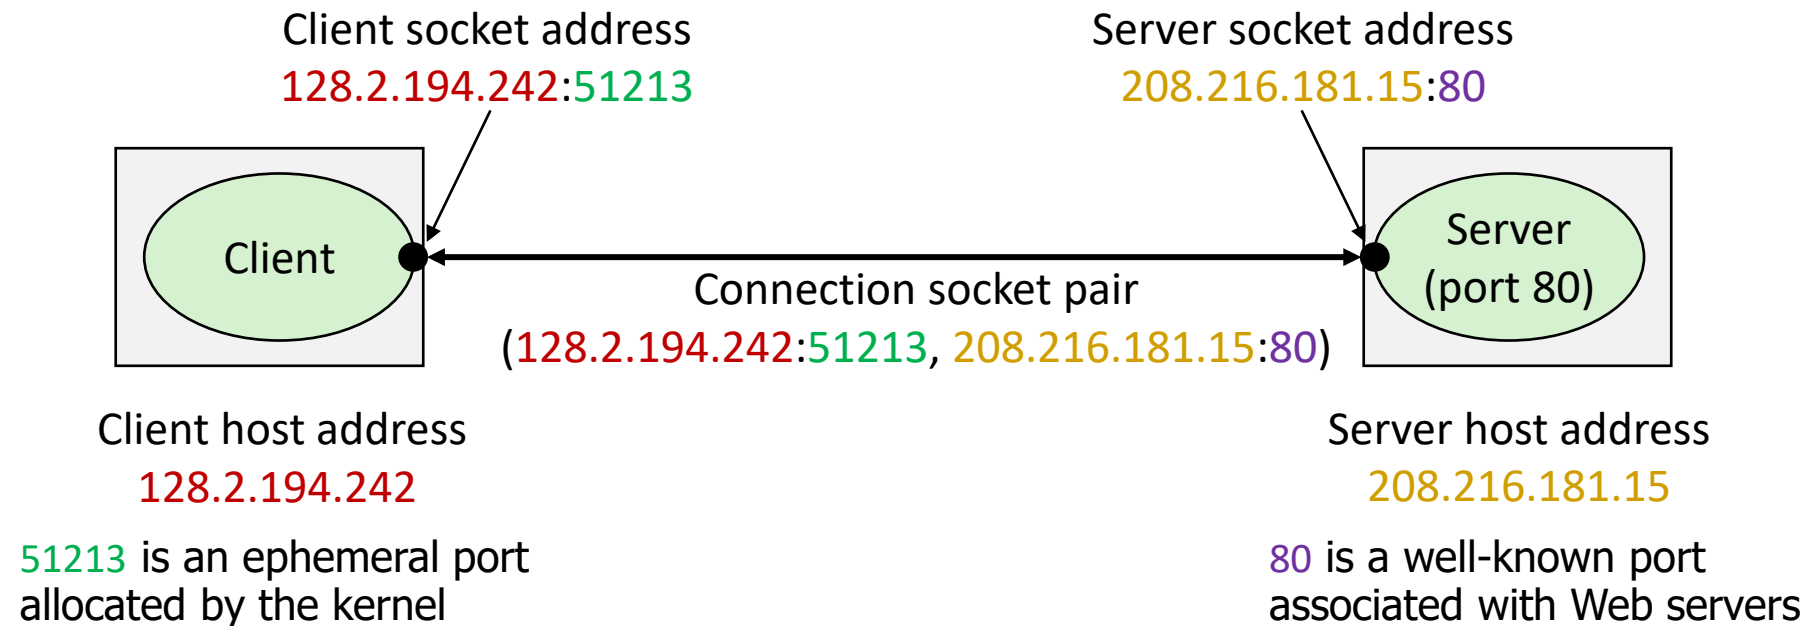 Client socket address
128.2.194.242:51213
Server socket address
208.216.181.15:80
Client
Server
(port 80)
Connection socket pair
(128.2.194.242:51213, 208.216.181.15:80)
Client host address
128.2.194.242
Server host address
208.216.181.15
51213 is an ephemeral port
allocated by the kernel
80 is a well-known port
associated with Web servers